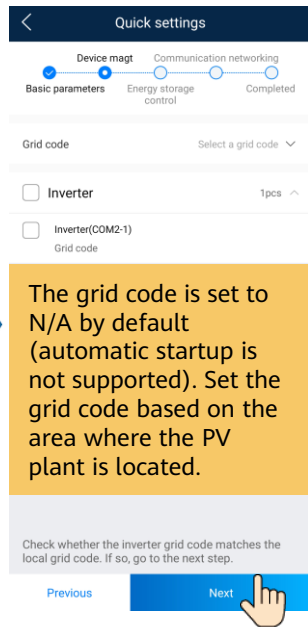 Quick settings
Device magt Communication networking
Basic parameters Energy storage control Completed
Grid code Select a grid code
Inverter 1pcs
Inverter(COM2-1)
Grid code
The grid code is set to
N/A by default
(automatic startup is
not supported). Set the
grid code based on the
area where the PV
plant is located.
Check whether the inverter grid code matches the
local grid code. If so, go to the next step.
Previous Next